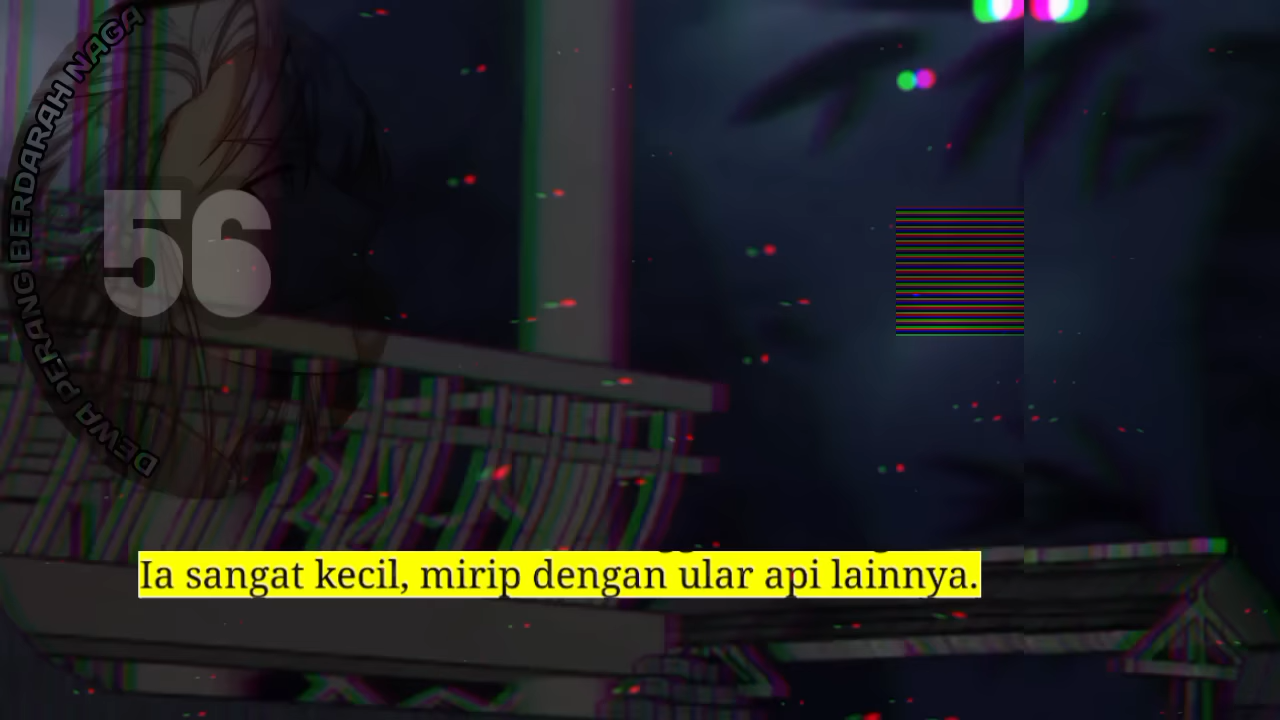 DEWA PERANG BERDARAH NAGA
56
Ia sangat kecil, mirip dengan ular api lainnya.